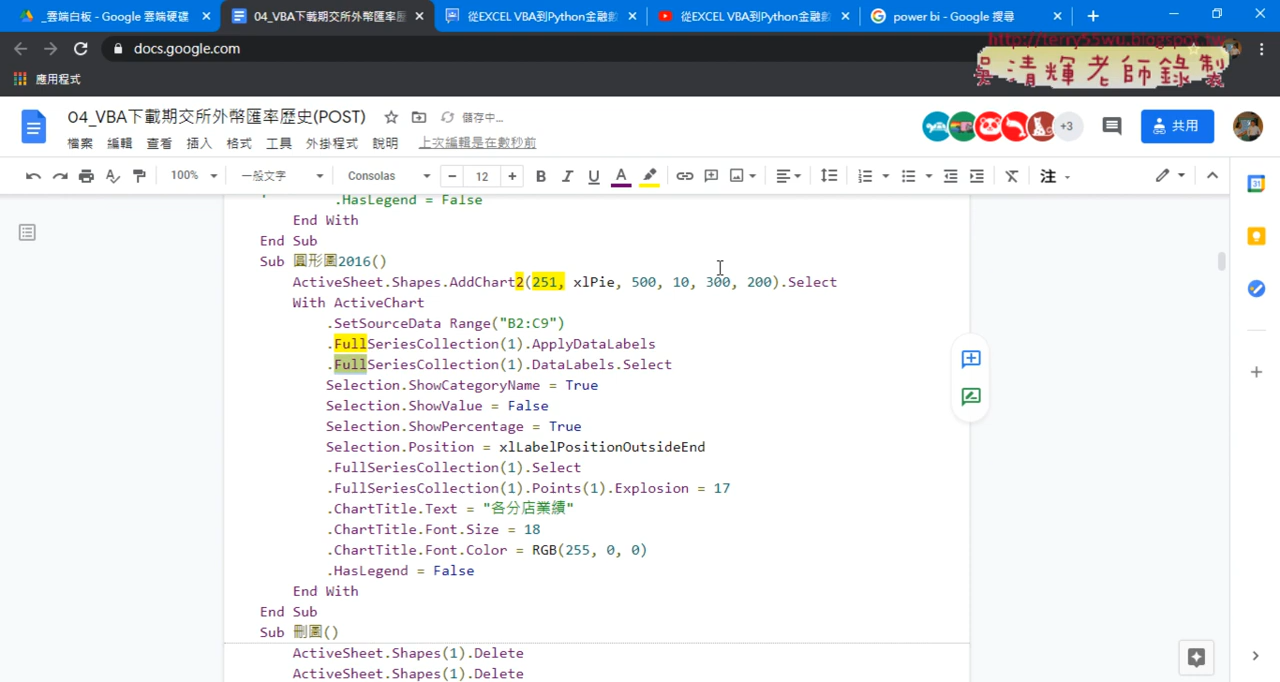 _雲端白板 - Google 雲端硬碟
04_VBA下載期交所外幣匯率歷
從EXCEL VBA到Python金融創
從EXCEL VBA到Python金融創
power bi - Google 搜尋
docs.google.com
http://terry55wu.blogspot.tw
吳清輝老師錄製
應用程式
04_VBA下載期交所外幣匯率歷史(POST)
儲存中…
+3
共用
檔案 編輯 查看 插入 格式 工具 外掛程式 說明 上次編輯是在數秒前
100% 一般文字 Consolas 12 B I U A 注
.HasLegend = False
End With
End Sub
Sub 圓形圖2016()
ActiveSheet.Shapes.AddChart2(251, xlPie, 500, 10, 300, 200).Select
With ActiveChart
.SetSourceData Range("B2:C9")
.FullSeriesCollection(1).ApplyDataLabels
.FullSeriesCollection(1).DataLabels.Select
Selection.ShowCategoryName = True
Selection.ShowValue = False
Selection.ShowPercentage = True
Selection.Position = xlLabelPositionOutsideEnd
.FullSeriesCollection(1).Select
.FullSeriesCollection(1).Points(1).Explosion = 17
.ChartTitle.Text = "各分店業績"
.ChartTitle.Font.Size = 18
.ChartTitle.Font.Color = RGB(255, 0, 0)
.HasLegend = False
End With
End Sub
Sub 刪圖()
ActiveSheet.Shapes(1).Delete
ActiveSheet.Shapes(1).Delete